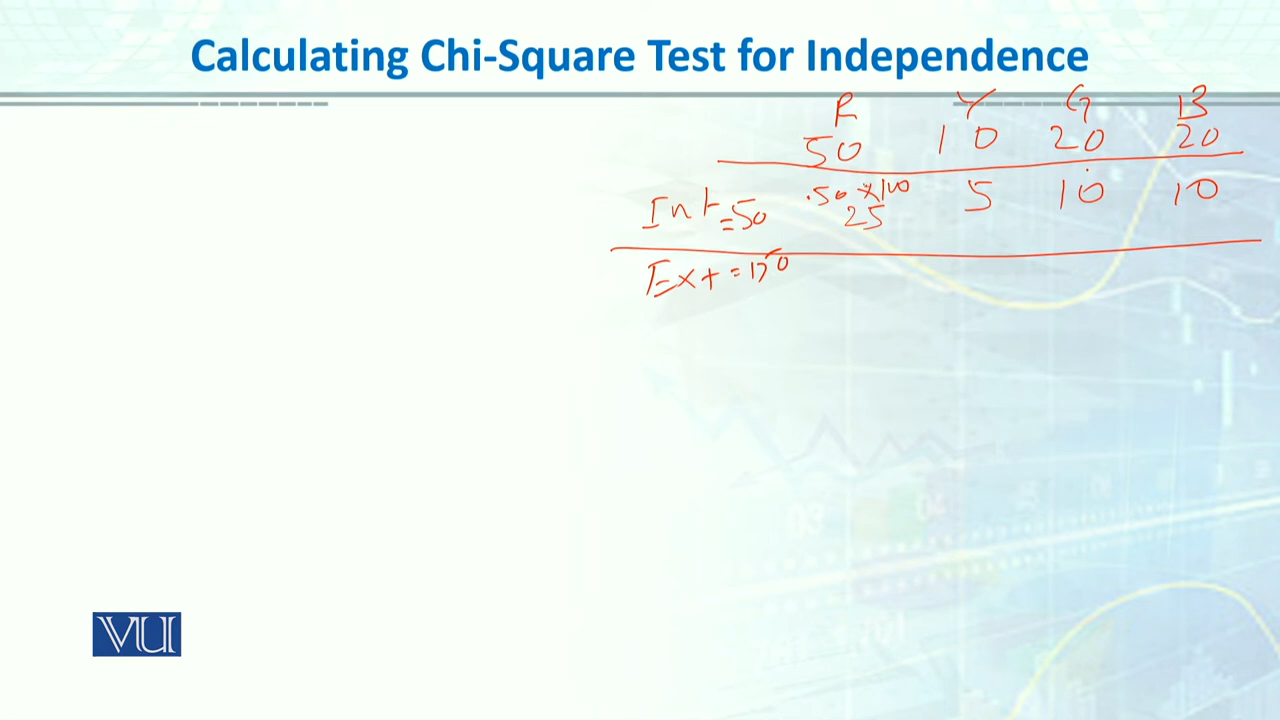 Calculating Chi-Square Test for Independence
R Y G B
50 10 20 20
Int = 50 .50 × 100 5 10 10
25
Ext = 150
VU